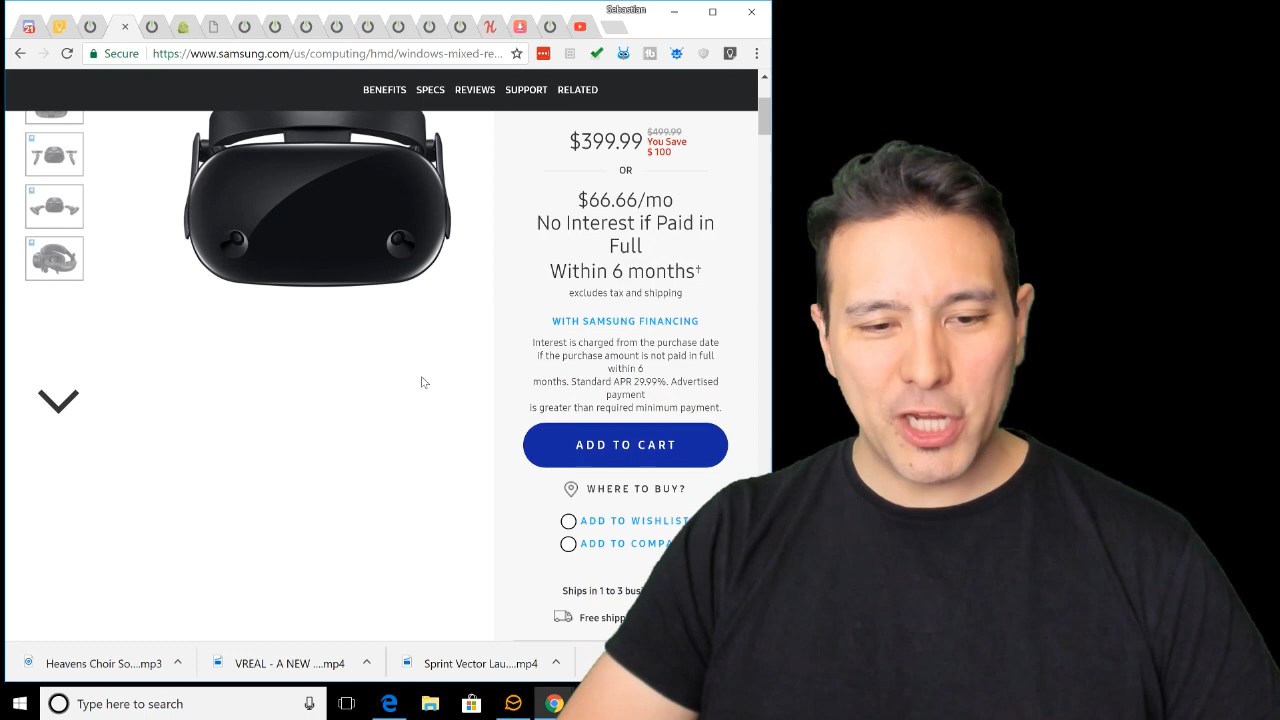 Sebastian
21
Secure
https://www.samsung.com/us/computing/hmd/windows-mixed-re...
BENEFITS
SPECS
REVIEWS
SUPPORT
RELATED
$399.99
$499.99
You Save
$ 100
OR
$66.66/mo
No Interest if Paid in
Full
Within 6 months†
excludes tax and shipping
WITH SAMSUNG FINANCING
Interest is charged from the purchase date
if the purchase amount is not paid in full
within 6
months. Standard APR 29.99%. Advertised
payment
is greater than required minimum payment.
ADD TO CART
WHERE TO BUY?
ADD TO WISHLIST
ADD TO COMPA
Ships in 1 to 3 busi
Free shipp
Heavens Choir So....mp3
VREAL - A NEW ....mp4
Sprint Vector Lau....mp4
Type here to search